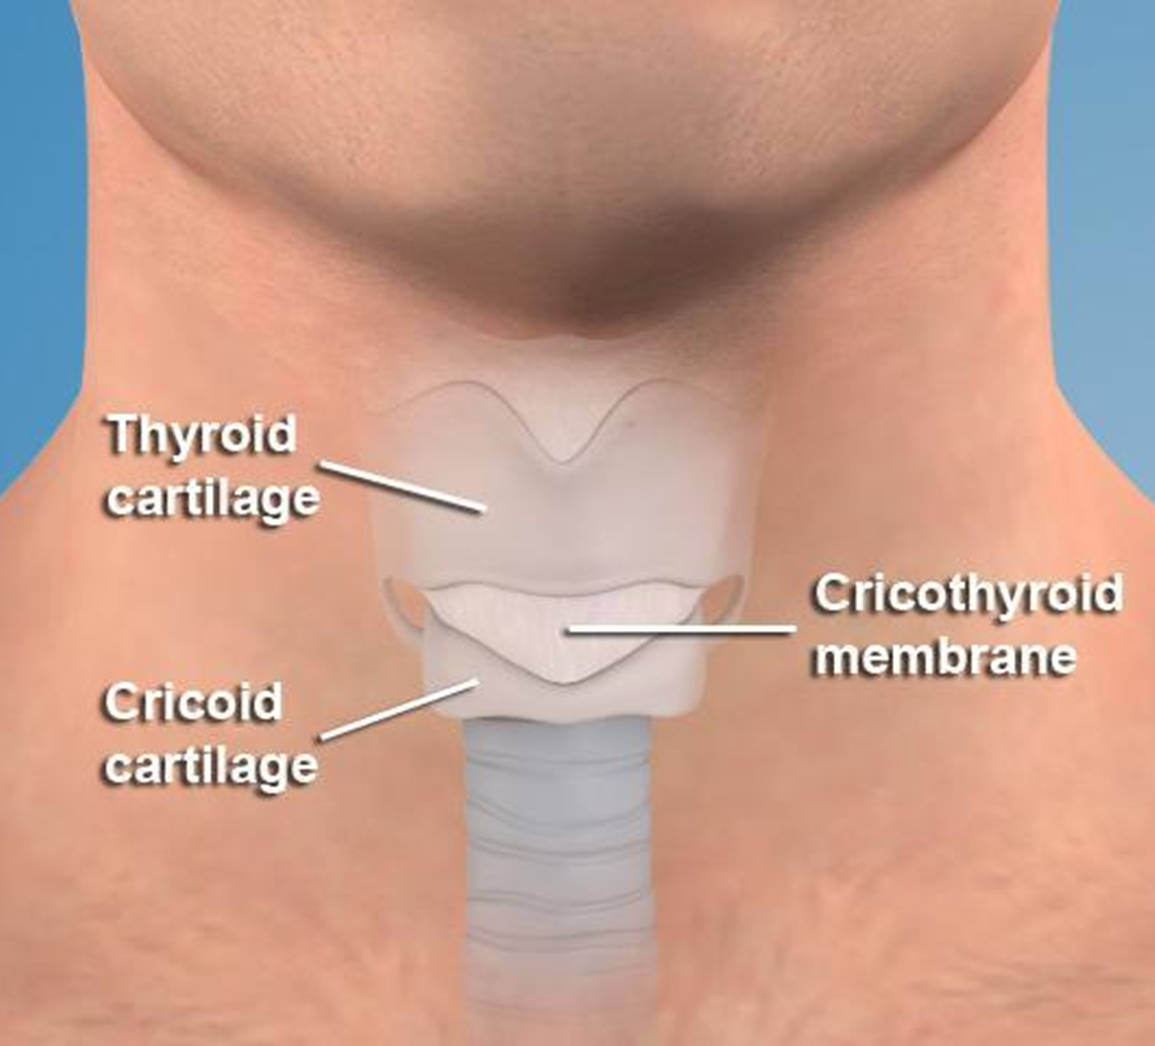 Thyroid
cartilage
Cricothyroid
membrane
Cricoid
cartilage